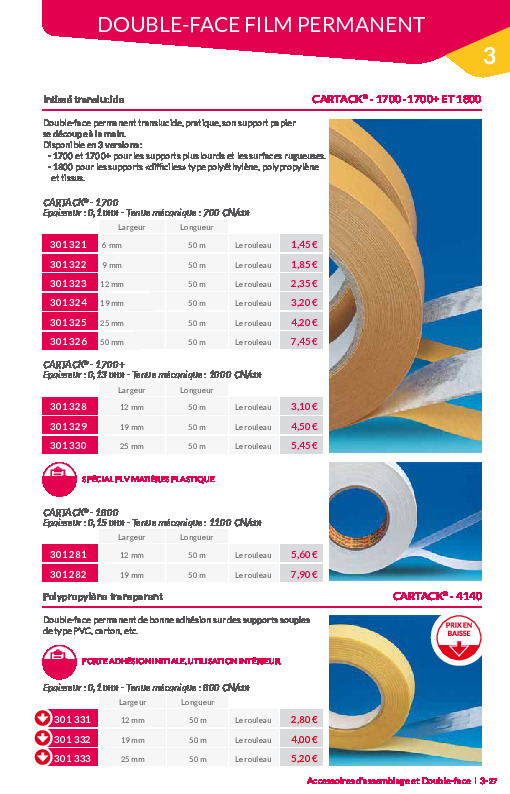 DOUBLE-FACE FILM PERMANENT
3
Intissé translucide CARTACK® - 1700 - 1700+ ET 1800
Double-face permanent translucide, pratique, son support papier
se découpe à la main.
Disponible en 3 versions :
- 1700 et 1700+ pour les supports plus lourds et les surfaces rugueuses.
- 1800 pour les supports «difficiles» type polyéthylène, polypropylène
et tissus.
CARTACK® - 1700
Epaisseur : 0,1 mm - Tenue mécanique : 700 CN/cm
Largeur Longueur
301321 6 mm 50 m Le rouleau 1,45 €
301322 9 mm 50 m Le rouleau 1,85 €
301323 12 mm 50 m Le rouleau 2,35 €
301324 19 mm 50 m Le rouleau 3,20 €
301325 25 mm 50 m Le rouleau 4,20 €
301326 50 mm 50 m Le rouleau 7,45 €
CARTACK® - 1700+
Epaisseur : 0,13 mm - Tenue mécanique : 1000 CN/cm
Largeur Longueur
301328 12 mm 50 m Le rouleau 3,10 €
301329 19 mm 50 m Le rouleau 4,50 €
301330 25 mm 50 m Le rouleau 5,45 €
SPÉCIAL PLV MATIÈRES PLASTIQUE
CARTACK® - 1800
Epaisseur : 0,15 mm - Tenue mécanique : 1100 CN/cm
Largeur Longueur
301281 12 mm 50 m Le rouleau 5,60 €
301282 19 mm 50 m Le rouleau 7,90 €
Polypropylène transparent CARTACK® - 4140
Double-face permanent de bonne adhésion sur des supports souples
de type PVC, carton, etc.
PRIX EN
BAISSE
FORTE ADHÉSION INITIALE, UTILISATION INTÉRIEUR
Epaisseur : 0,1 mm - Tenue mécanique : 800 CN/cm
Largeur Longueur
301 331 12 mm 50 m Le rouleau 2,80 €
301 332 19 mm 50 m Le rouleau 4,00 €
301 333 25 mm 50 m Le rouleau 5,20 €
Accessoires d'assemblage et Double-face | 3-27